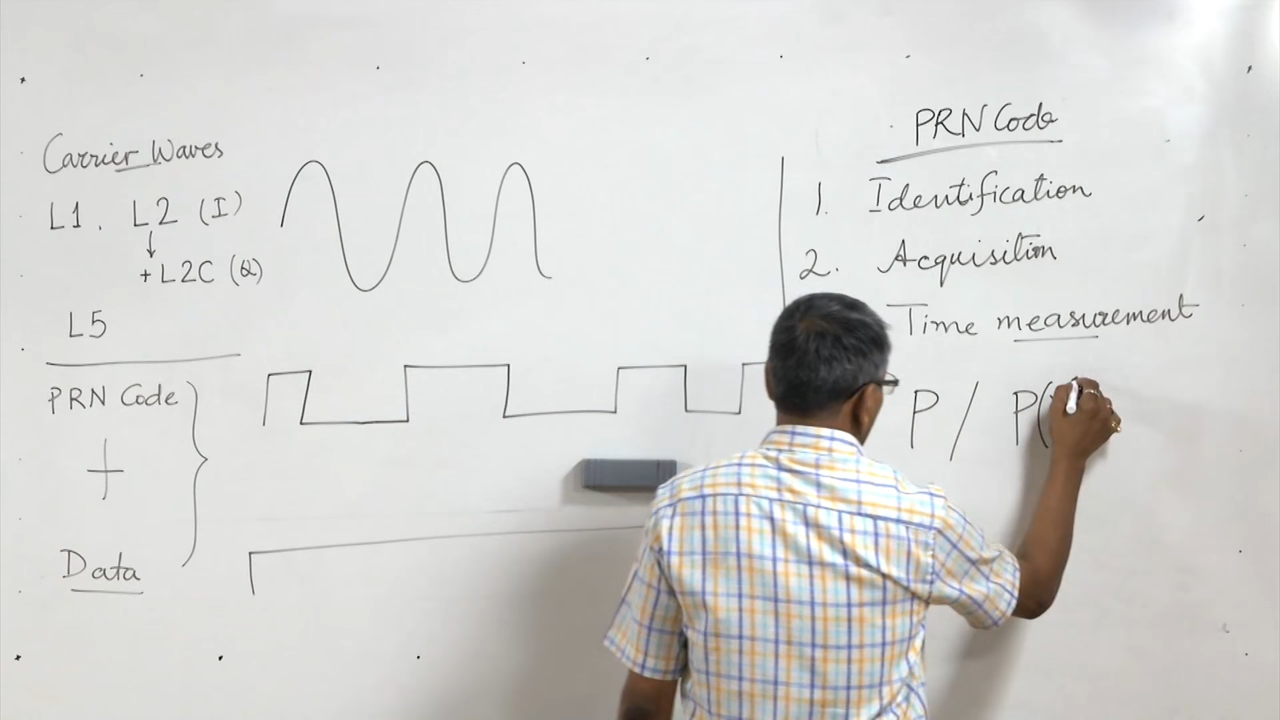 Carrier Waves
L1, L2 (I)
↓
+ L2C (Q)
L5
PRN Code
+
Data
PRN Code
1. Identification
2. Acquisition
Time measurement
P / P(